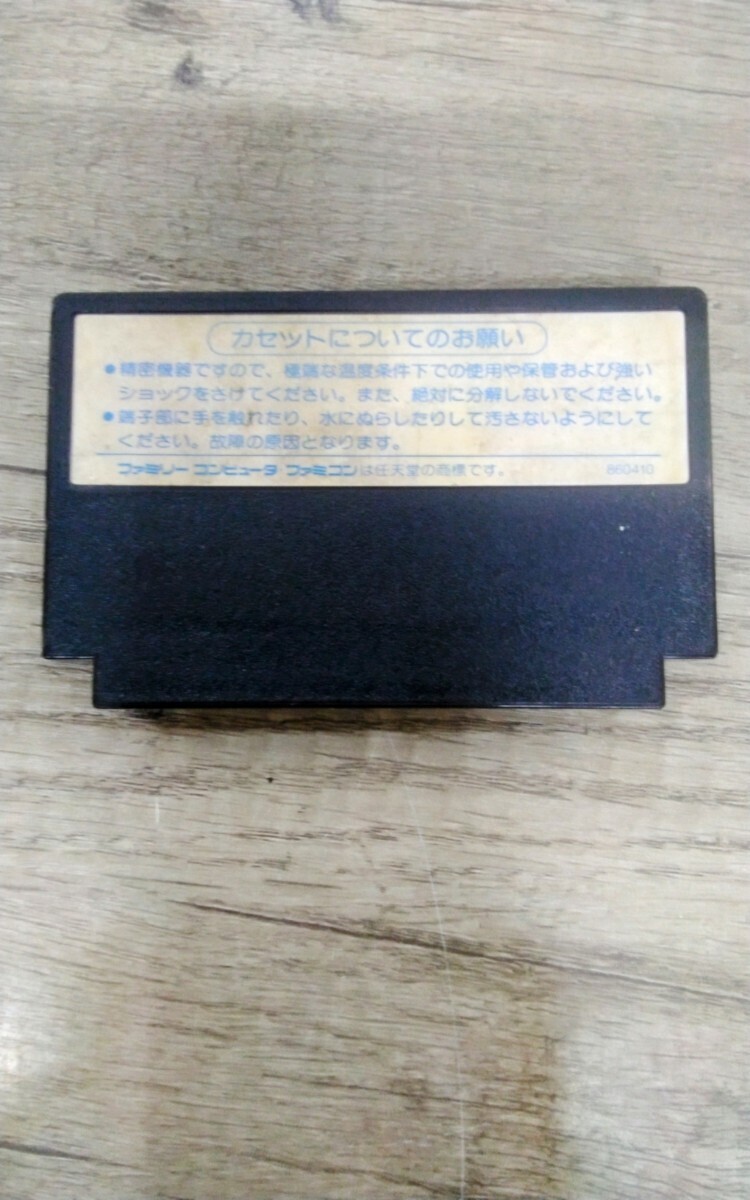 カセットについてのお願い
●精密機器ですので、極端な温度条件下での使用や保管および強い
ショックをさけてください。また、絶対に分解しないでください。
●端子部に手を触れたり、水にぬらしたりして汚さないようにして
ください。故障の原因となります。
ファミリーコンピュータ ファミコンは任天堂の商標です。 860410